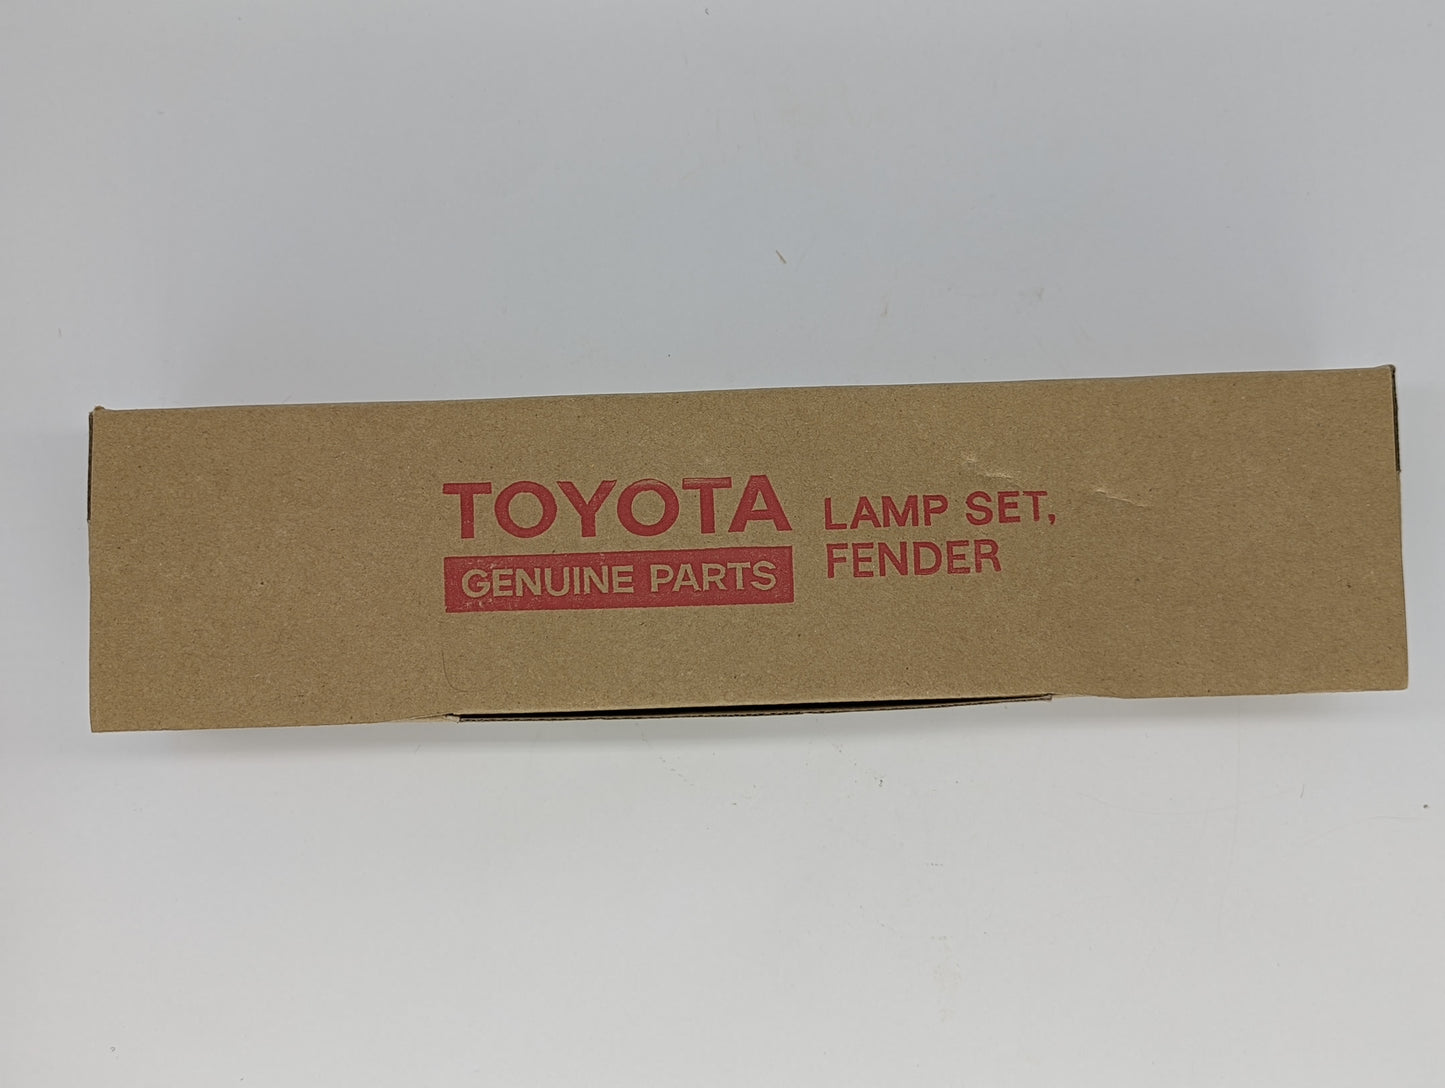 TOYOTA
GENUINE PARTS
LAMP SET,
FENDER